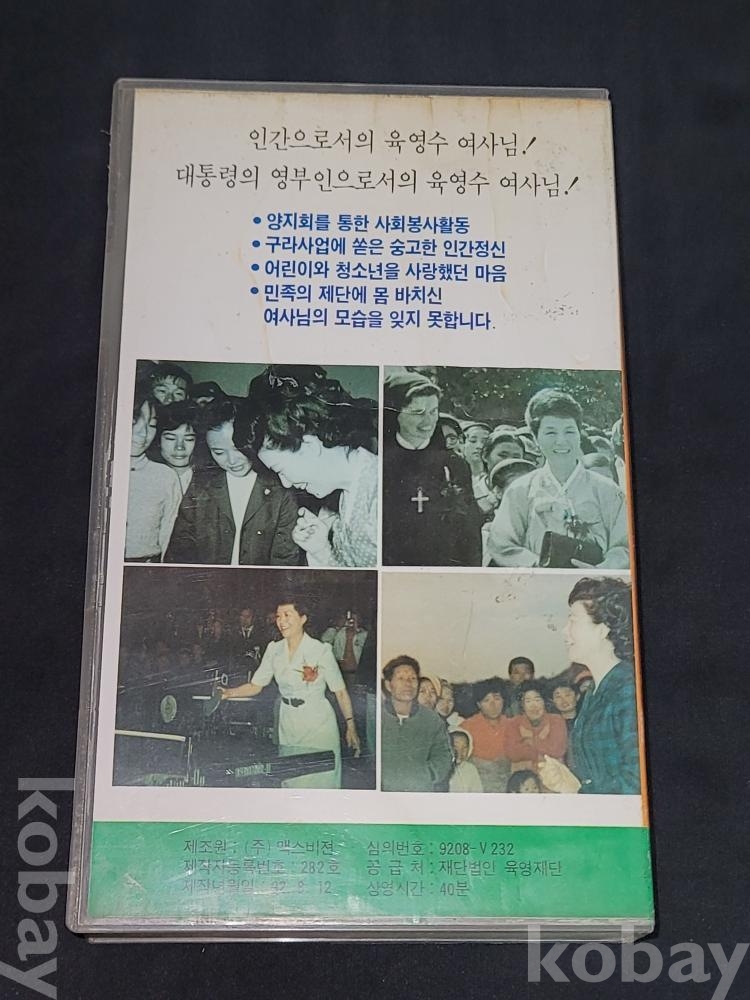 인간으로서의 육영수 여사님!
대통령의 영부인으로서의 육영수 여사님!
• 양지회를 통한 사회봉사활동
• 구라사업에 쏟은 숭고한 인간정신
• 어린이와 청소년을 사랑했던 마음
• 민족의 제단에 몸 바치신
여사님의 모습을 잊지 못합니다.
제조원 : (주) 맥스비젼 심의번호 : 9208-V 232
제작자등록번호 : 282호 공 급 처 : 재단법인 육영재단
제작년월일 : 92. 8. 12 상영시간 : 40분
kobay
kobay